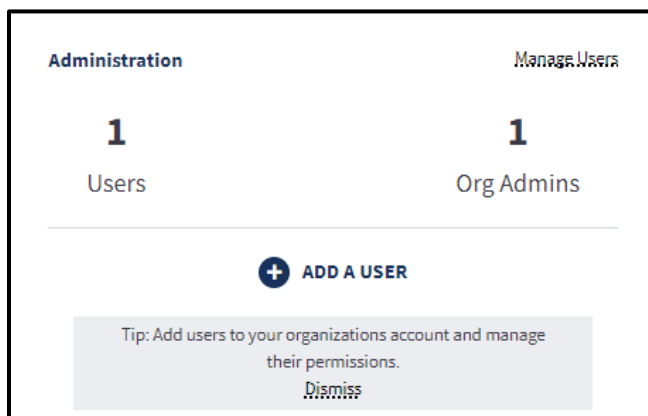 Administration Manage Users
1 1
Users Org Admins
ADD A USER
Tip: Add users to your organizations account and manage
their permissions.
Dismiss